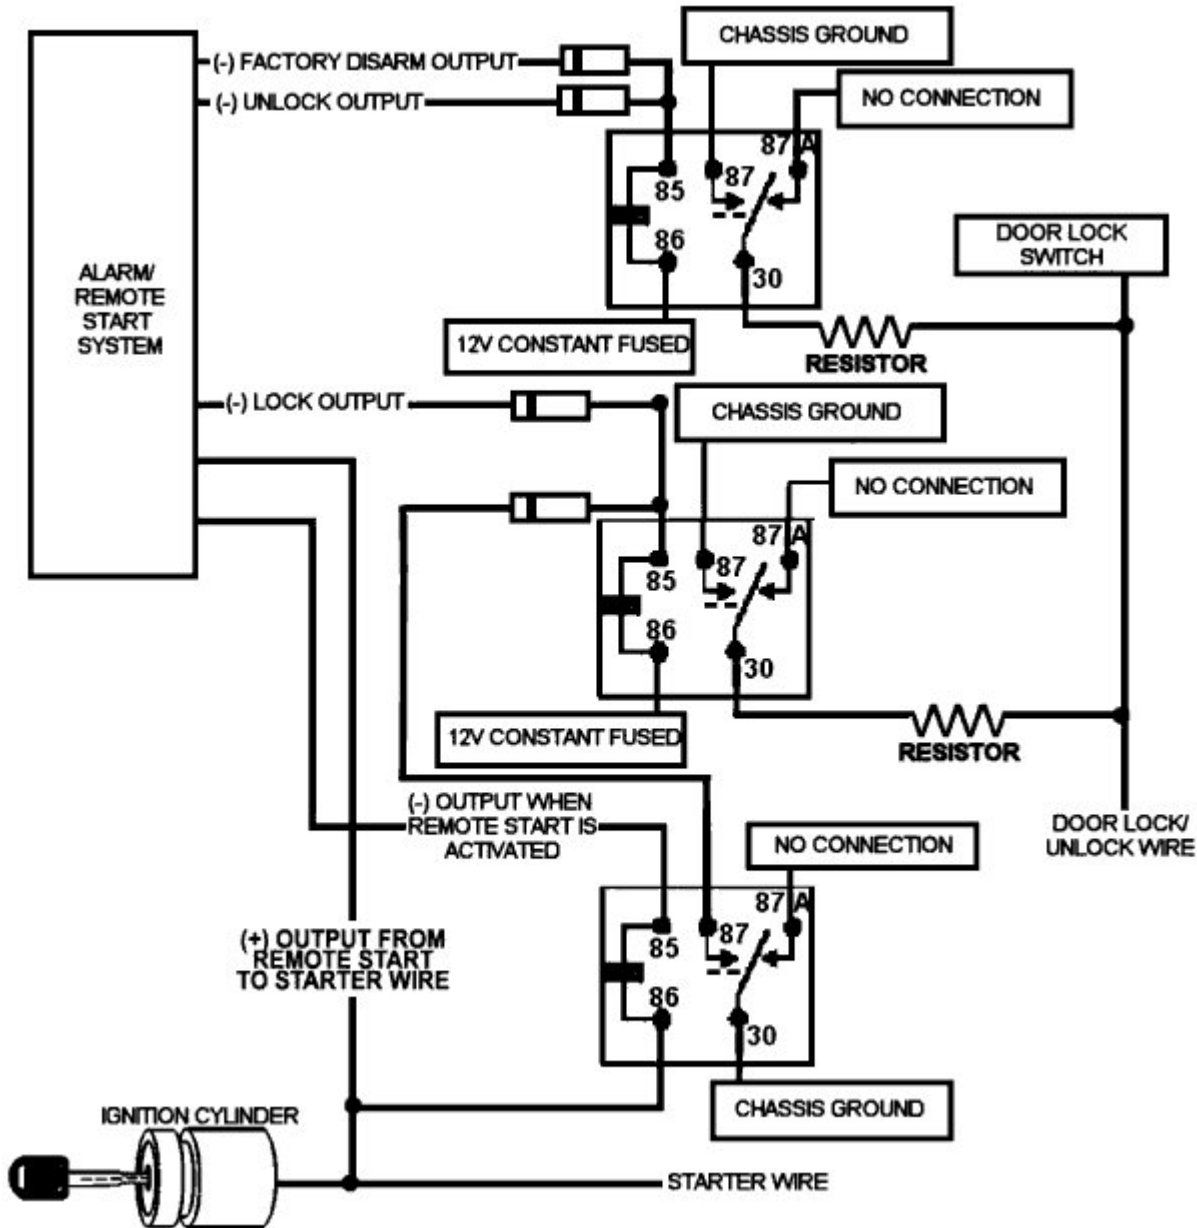 CHASSIS GROUND
(-) FACTORY DISARM OUTPUT
NO CONNECTION
(-) UNLOCK OUTPUT
87 A
87
85
86
30
DOOR LOCK
SWITCH
ALARM/
REMOTE
START
SYSTEM
12V CONSTANT FUSED
RESISTOR
(-) LOCK OUTPUT
CHASSIS GROUND
NO CONNECTION
87 A
87
85
86
30
12V CONSTANT FUSED
RESISTOR
(-) OUTPUT WHEN
REMOTE START IS
ACTIVATED
DOOR LOCK/
UNLOCK WIRE
NO CONNECTION
87 A
87
85
86
30
(+) OUTPUT FROM
REMOTE START
TO STARTER WIRE
CHASSIS GROUND
IGNITION CYLINDER
STARTER WIRE